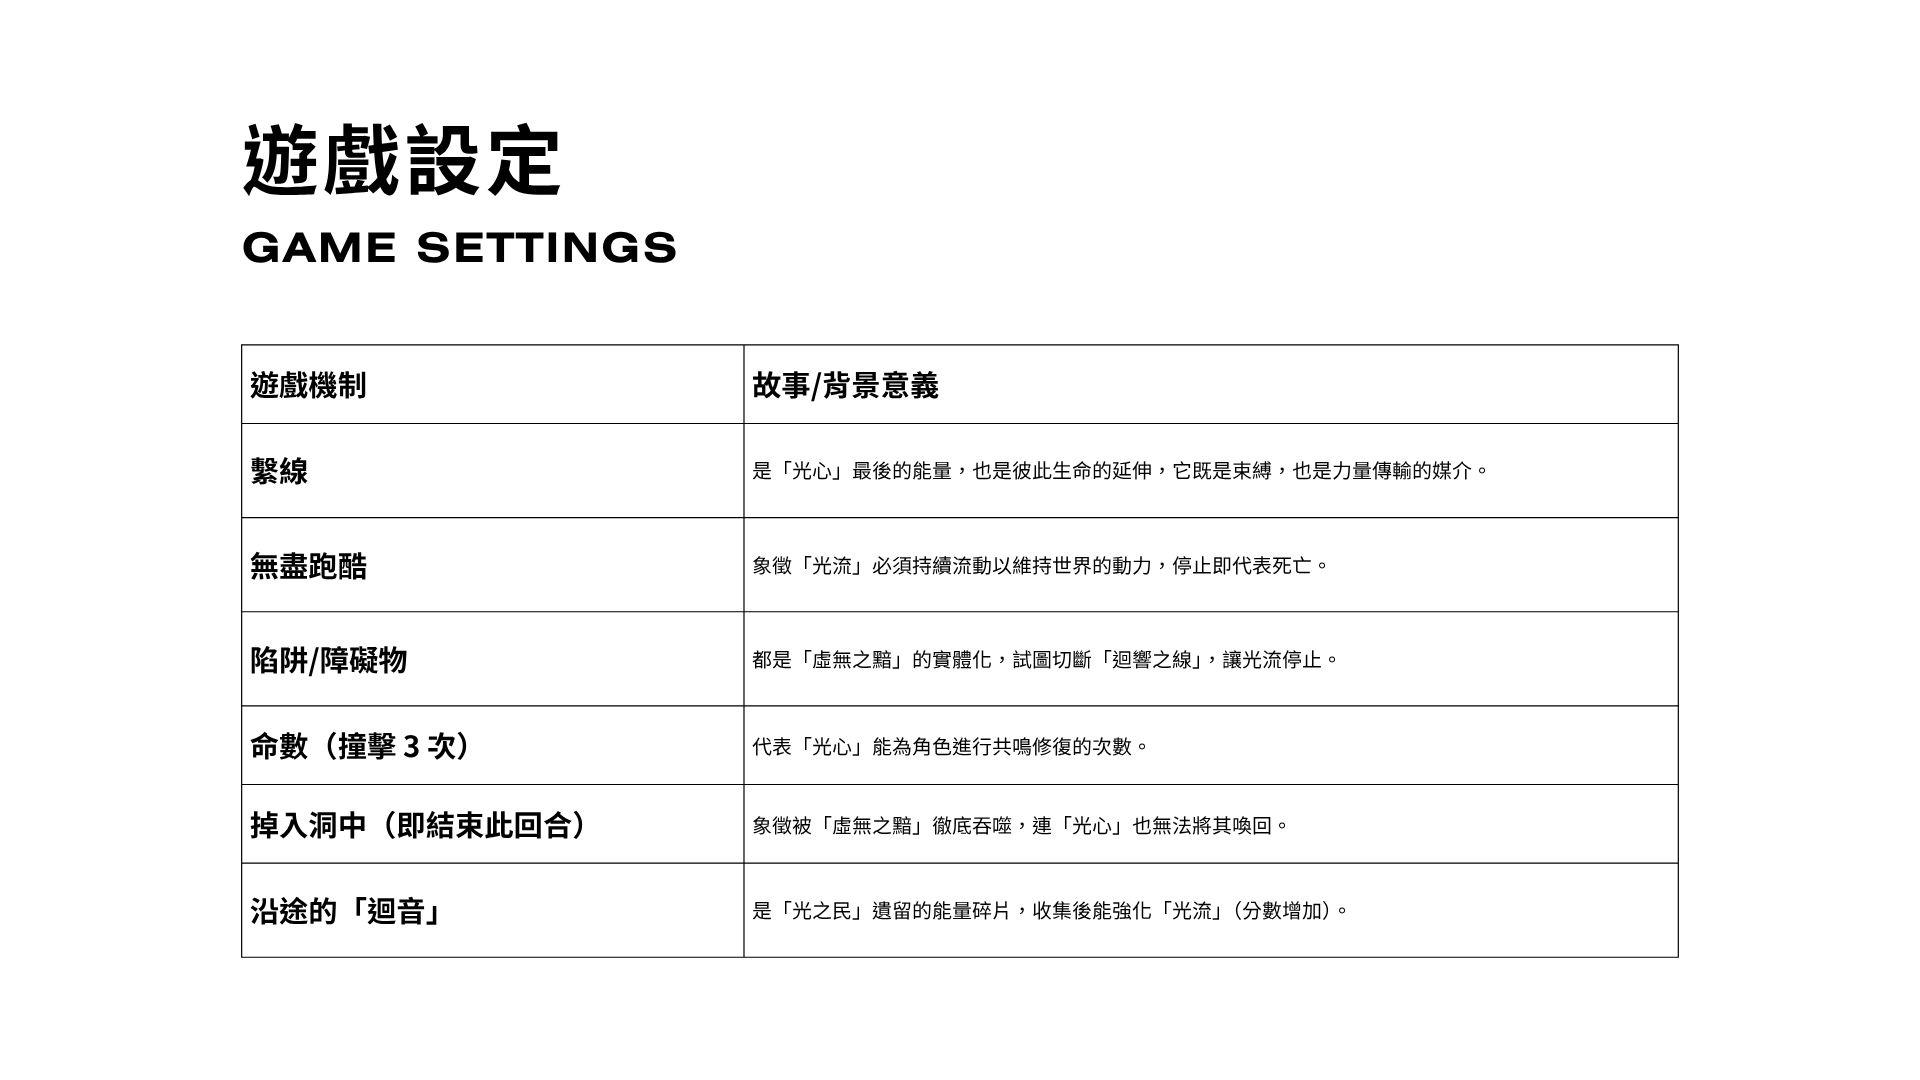 遊戲設定
GAME SETTINGS
遊戲機制
故事/背景意義
繫線
是「光心」最後的能量，也是彼此生命的延伸，它既是束縛，也是力量傳輸的媒介。
無盡跑酷
象徵「光流」必須持續流動以維持世界的動力，停止即代表死亡。
陷阱/障礙物
都是「虛無之黯」的實體化，試圖切斷「迴響之線」，讓光流停止。
命數（撞擊 3 次）
代表「光心」能為角色進行共鳴修復的次數。
掉入洞中（即結束此回合）
象徵被「虛無之黯」徹底吞噬，連「光心」也無法將其喚回。
沿途的「迴音」
是「光之民」遺留的能量碎片，收集後能強化「光流」（分數增加）。